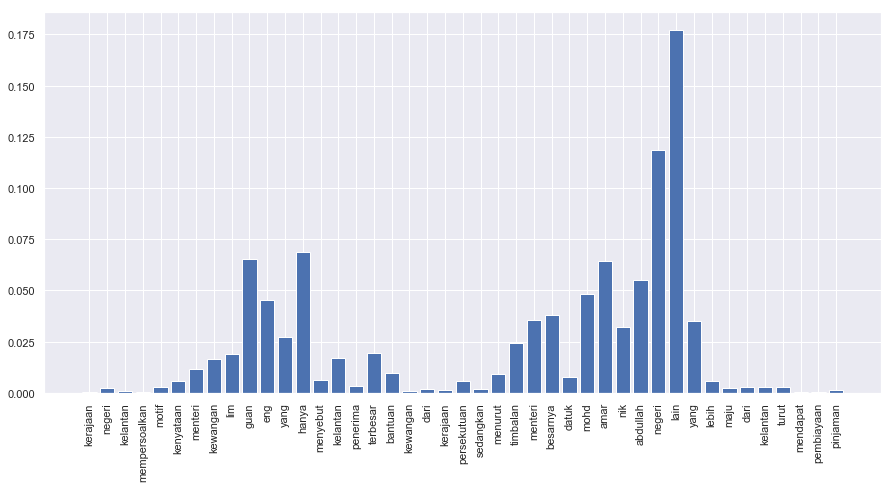 0.175
0.150
0.125
0.100
0.075
0.050
0.025
0.000
kerajaan
negeri
kelantan
mempersoalkan
motif
kenyataan
menteri
kewangan
lim
guan
eng
yang
hanya
menyebut
kelantan
penerima
terbesar
bantuan
kewangan
dari
kerajaan
persekutuan
sedangkan
menurut
timbalan
menteri
besarnya
datuk
mohd
amar
nik
abdullah
negeri
lain
yang
lebih
maju
dari
kelantan
turut
mendapat
pembiayaan
pinjaman